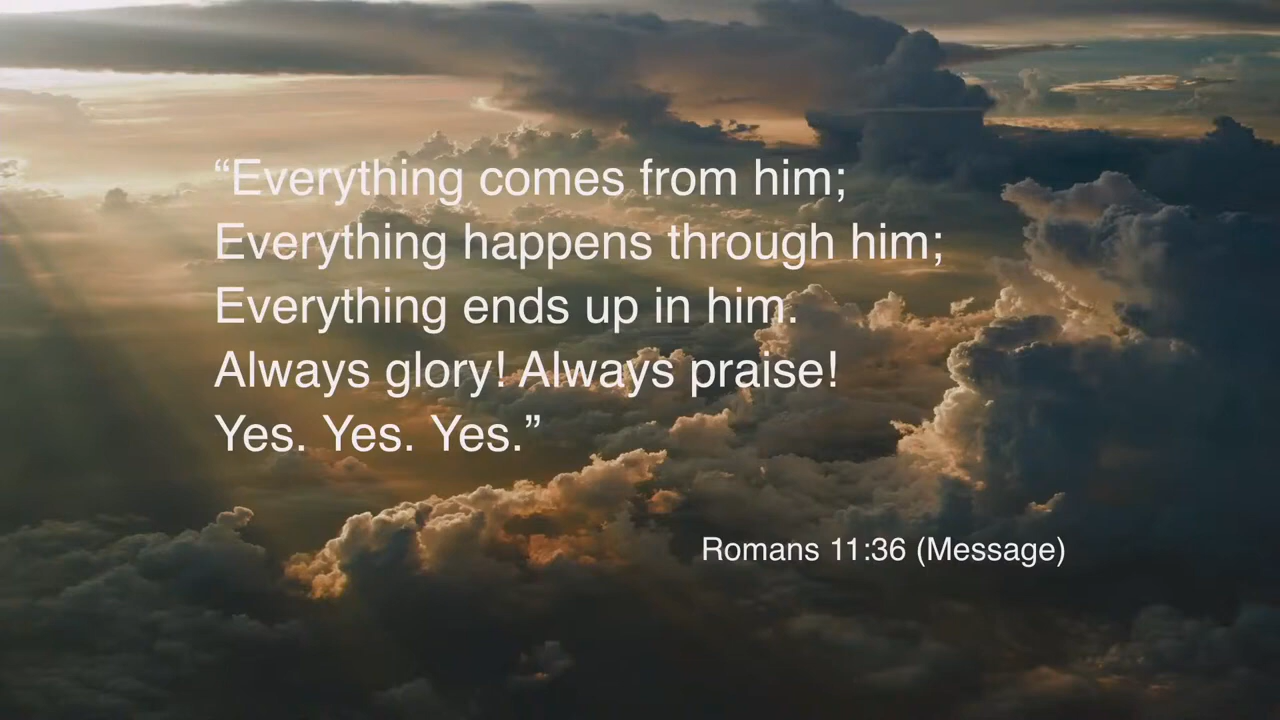 “Everything comes from him;
Everything happens through him;
Everything ends up in him.
Always glory! Always praise!
Yes. Yes. Yes.”
Romans 11:36 (Message)